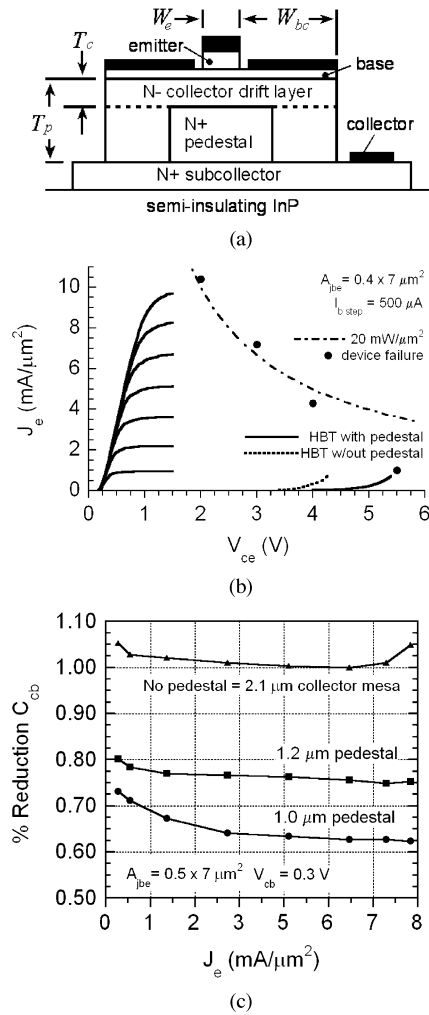 W_e
W_bc
T_c
emitter
base
N- collector drift layer
T_p
N+
pedestal
collector
N+ subcollector
semi-insulating InP
(a)
10
8
6
4
2
0
J_e (mA/μm²)
A_jbe = 0.4 x 7 μm²
I_b step = 500 μA
20 mW/μm²
device failure
HBT with pedestal
HBT w/out pedestal
0 1 2 3 4 5 6
V_ce (V)
(b)
1.10
1.00
0.90
0.80
0.70
0.60
0.50
% Reduction C_cb
No pedestal = 2.1 μm collector mesa
1.2 μm pedestal
1.0 μm pedestal
A_jbe = 0.5 x 7 μm² V_cb = 0.3 V
0 1 2 3 4 5 6 7 8
J_e (mA/μm²)
(c)